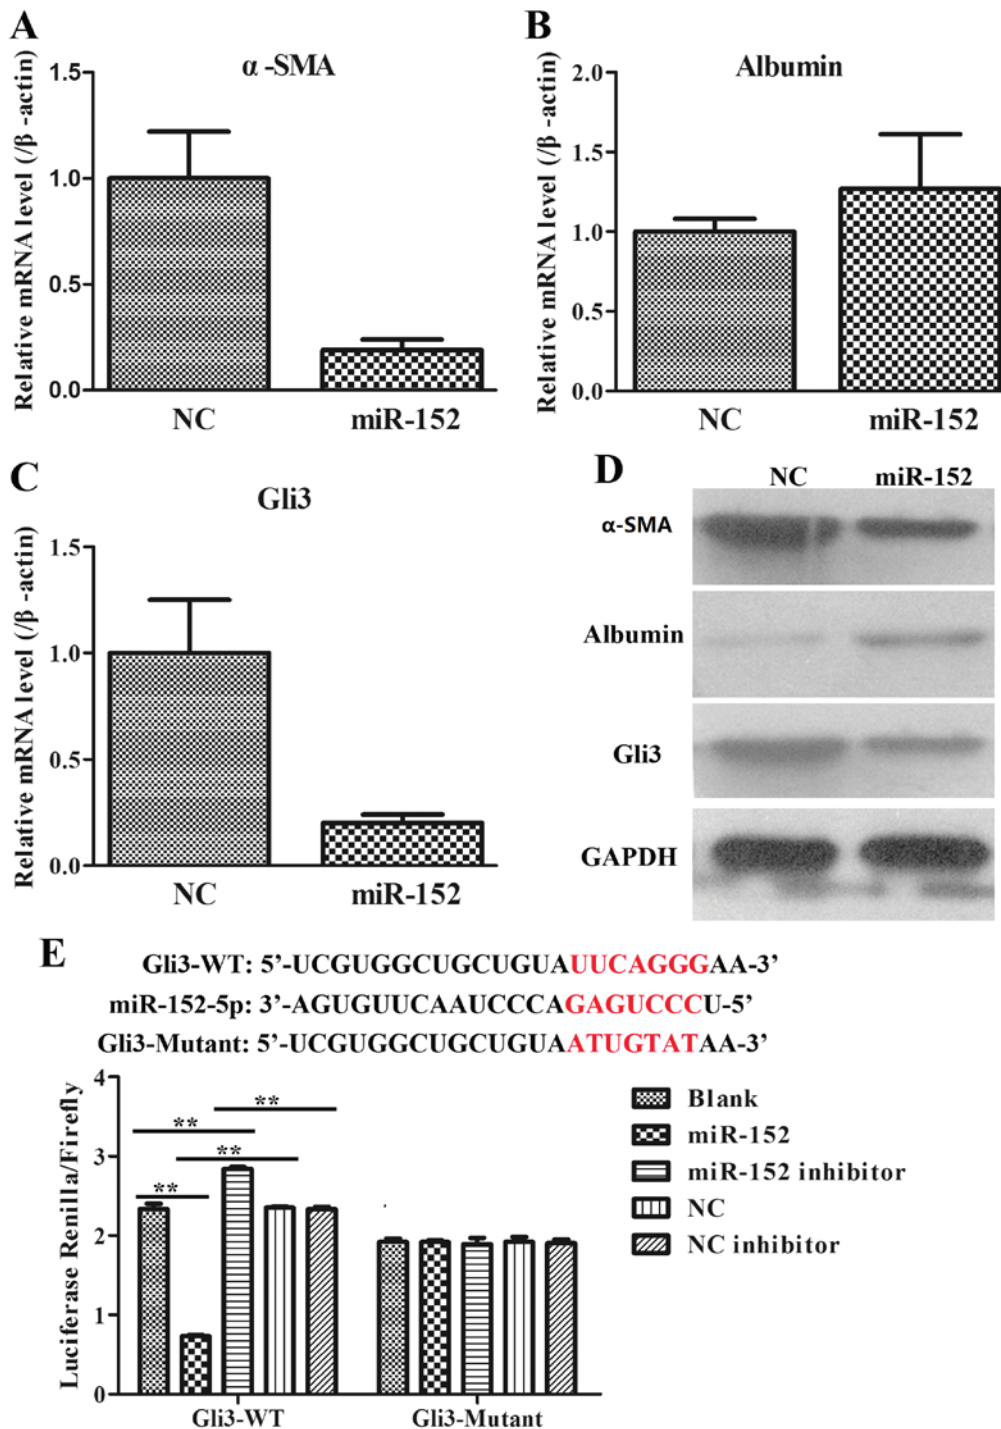 A
α -SMA
Relative mRNA level (/β -actin)
1.5
1.0
0.5
0.0
NC miR-152
B
Albumin
Relative mRNA level (/β -actin)
2.0
1.5
1.0
0.5
0.0
NC miR-152
C
Gli3
Relative mRNA level (/β -actin)
1.5
1.0
0.5
0.0
NC miR-152
D
NC miR-152
α-SMA
Albumin
Gli3
GAPDH
E
Gli3-WT: 5’-UCGUGGCUGCUGUAUUCAGGGAA-3’
miR-152-5p: 3’-AGUGUUCAAUCCCAGAGUCCCU-5’
Gli3-Mutant: 5’-UCGUGGCUGCUGUAATUGTATAA-3’
Luciferase Renilla/Firefly
4
3
2
1
0
**
**
**
**
Gli3-WT Gli3-Mutant
Blank
miR-152
miR-152 inhibitor
NC
NC inhibitor